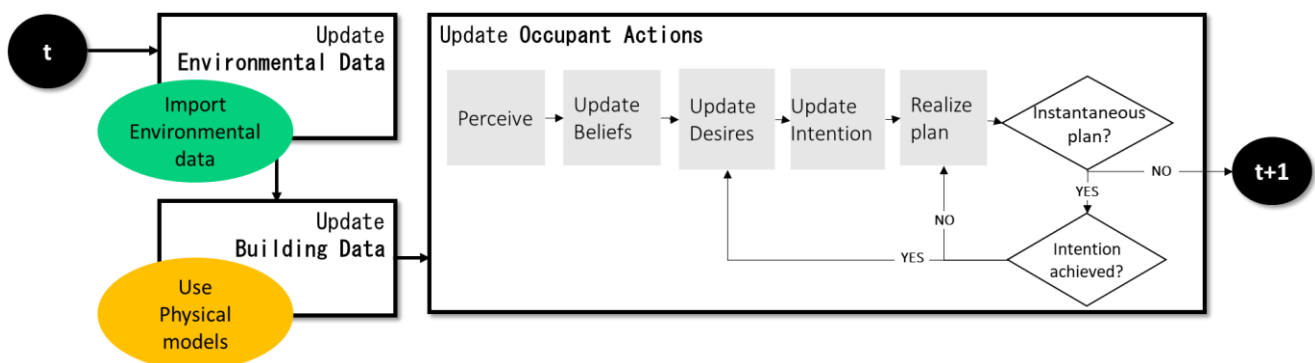 t
Update
Environmental Data
Import
Environmental
data
Update
Building Data
Use
Physical
models
Update Occupant Actions
Perceive
Update
Beliefs
Update
Desires
Update
Intention
Realize
plan
Instantaneous
plan?
NO
YES
t+1
NO
YES
Intention
achieved?